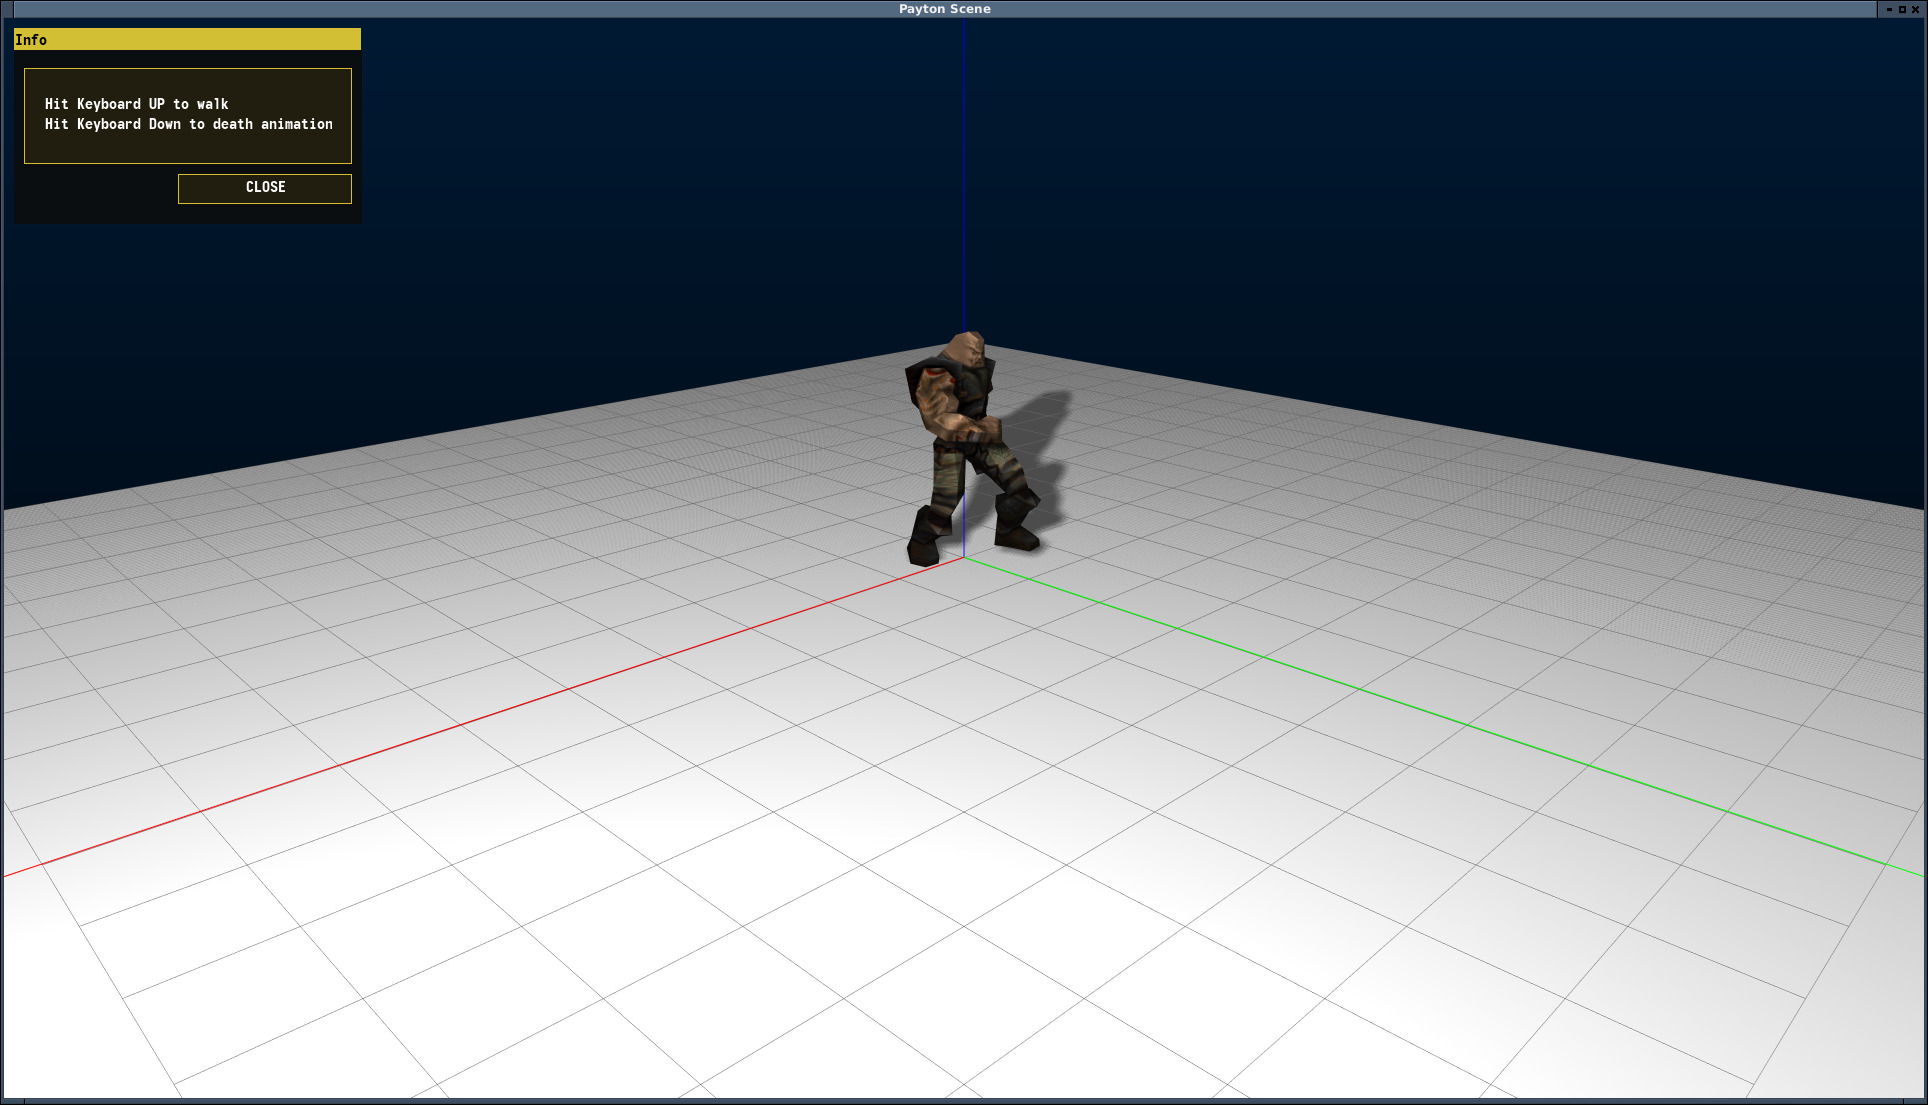 Payton Scene
Info
Hit Keyboard UP to walk
Hit Keyboard Down to death animation
CLOSE